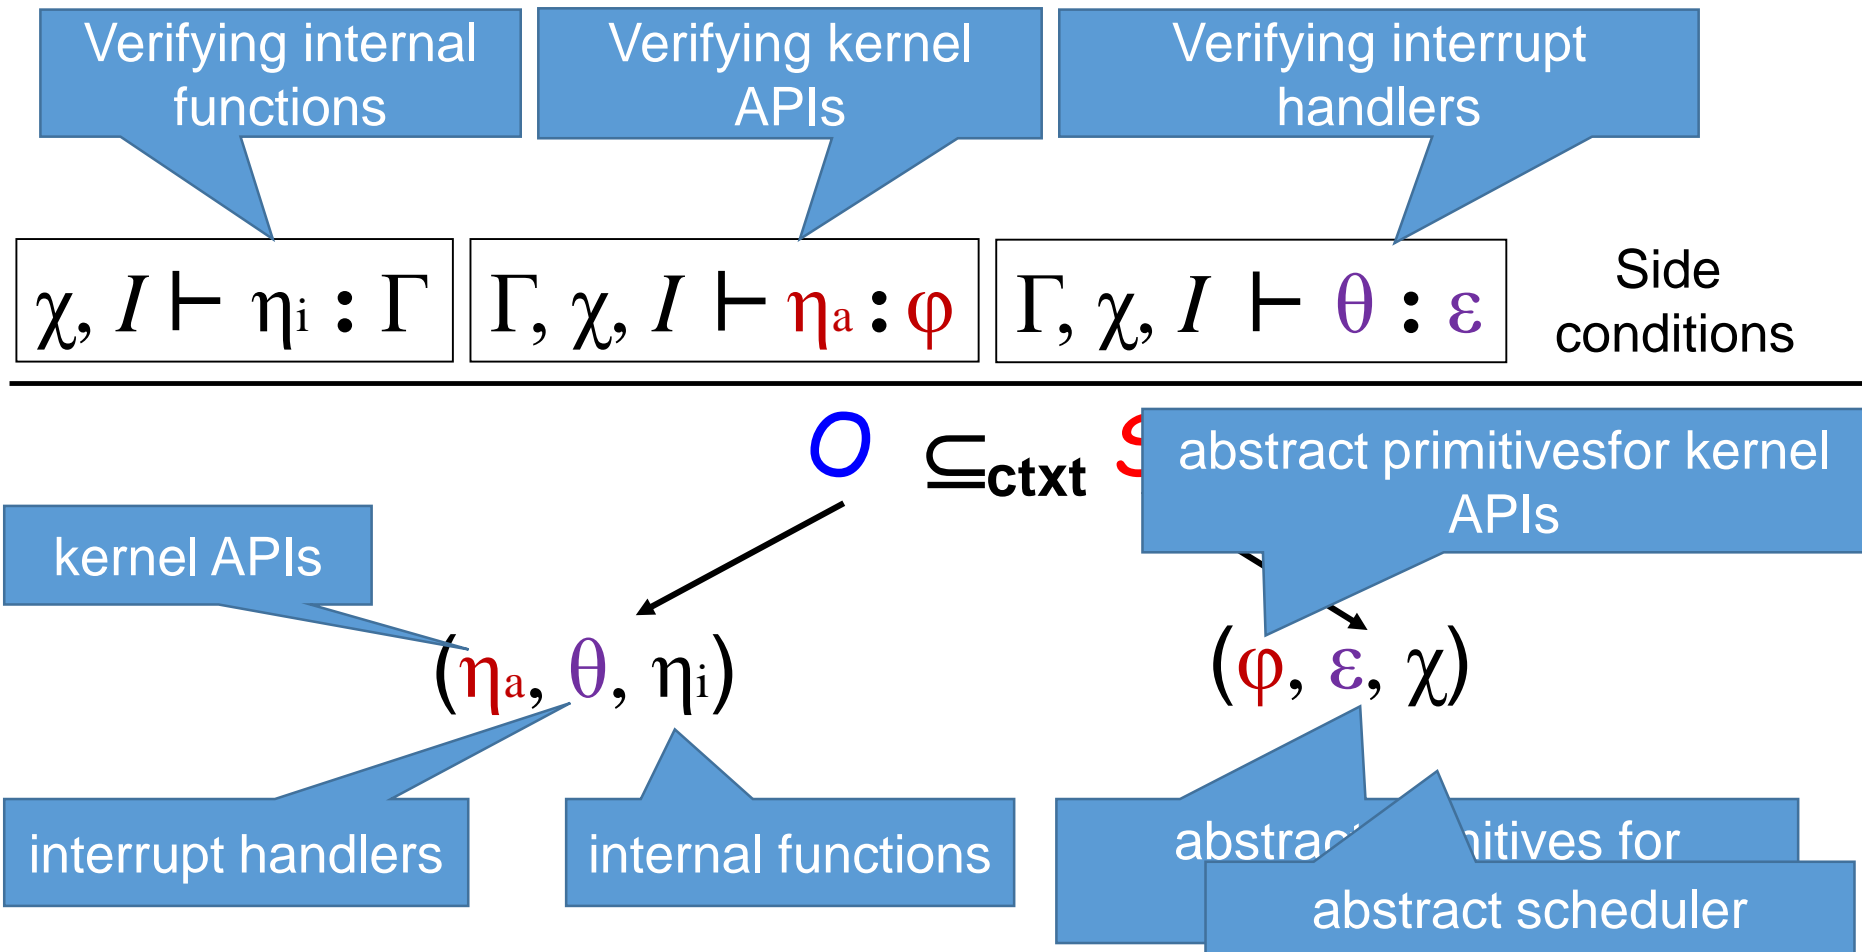 Verifying internal
functions
Verifying kernel
APIs
Verifying interrupt
handlers
χ, I ⊢ ηi : Γ
Γ, χ, I ⊢ ηa : φ
Γ, χ, I ⊢ θ : ε
Side
conditions
O ⊆ctxt S
abstract primitivesfor kernel
APIs
kernel APIs
(ηa, θ, ηi)
(φ, ε, χ)
interrupt handlers
internal functions
for
abstract scheduler